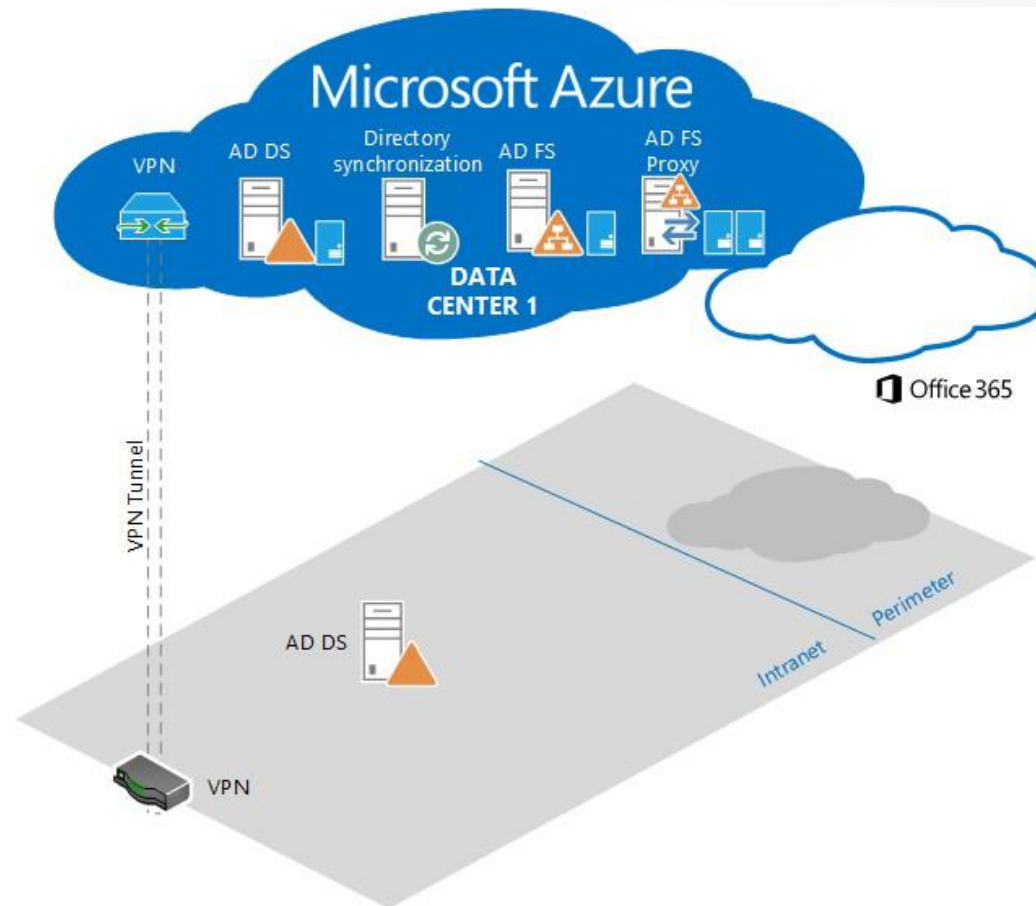 Microsoft Azure
VPN
AD DS
Directory
synchronization
AD FS
AD FS
Proxy
DATA
CENTER 1
Office 365
VPN Tunnel
AD DS
Perimeter
Intranet
VPN